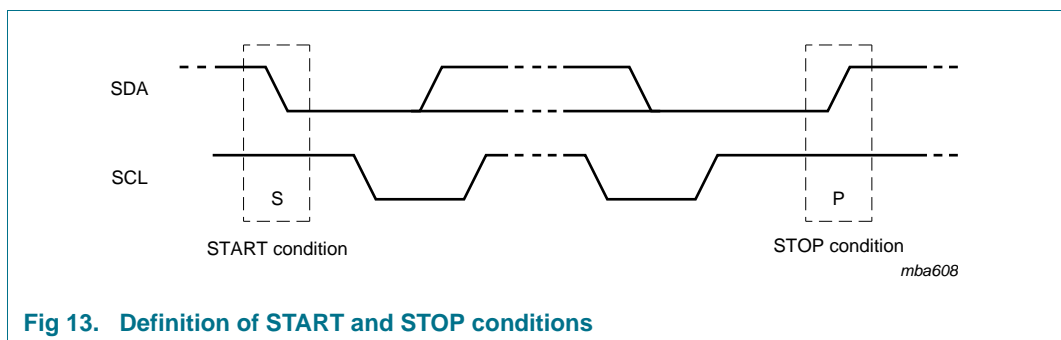 SDA
SCL
S
P
START condition
STOP condition
mba608
Fig 13. Definition of START and STOP conditions